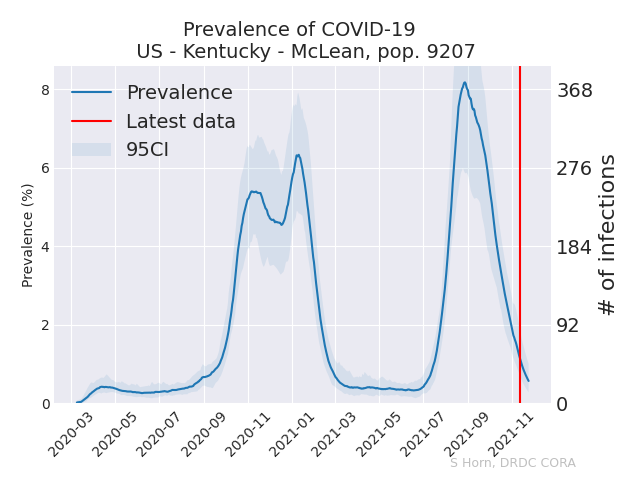 Prevalence of COVID-19
US - Kentucky - McLean, pop. 9207
Prevalence
Latest data
95CI
Prevalence (%)
8
6
4
2
0
368
276
184
92
0
# of infections
2020-03
2020-05
2020-07
2020-09
2020-11
2021-01
2021-03
2021-05
2021-07
2021-09
2021-11
S Horn, DRDC CORA